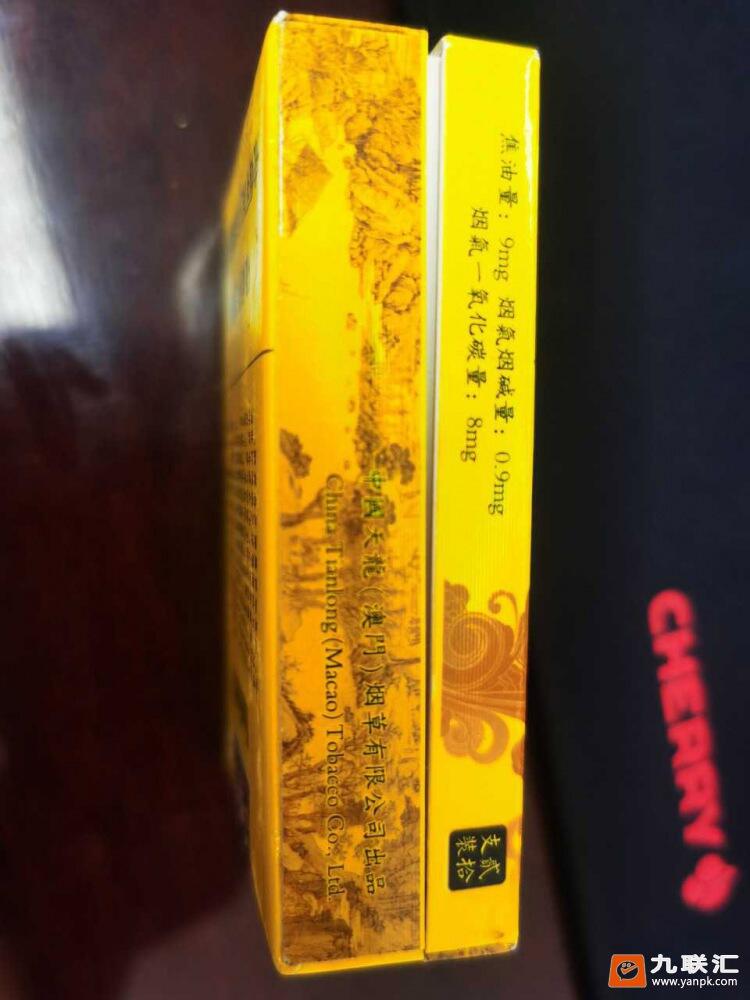 焦油量：9mg 烟氣烟碱量：0.9mg
烟氣一氧化碳量：8mg
貳拾
支裝
中國天龍（澳門）烟草有限公司出品
China Tianlong (Macao) Tobacco Co., Ltd.
CHERRY
九联汇
www.yanpk.com